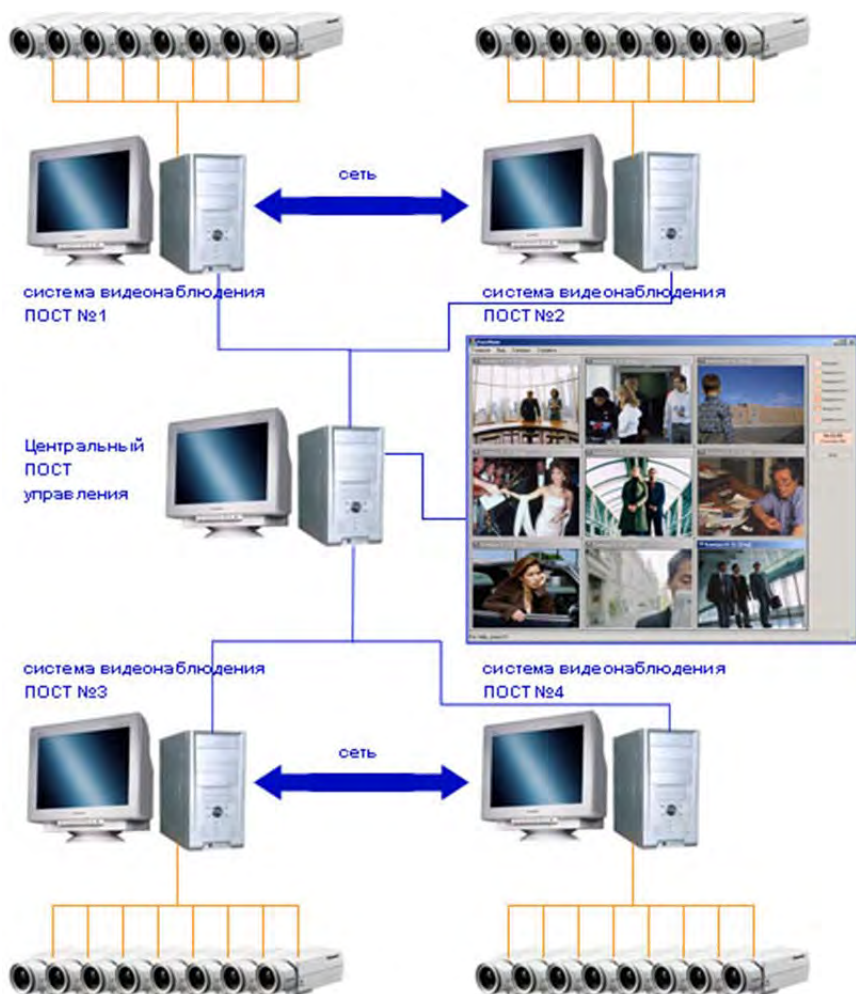 сеть
система видеонаблюдения
ПОСТ №1
система видеонаблюдения
ПОСТ №2
Центральный
ПОСТ
управления
система видеонаблюдения
ПОСТ №3
система видеонаблюдения
ПОСТ №4
сеть